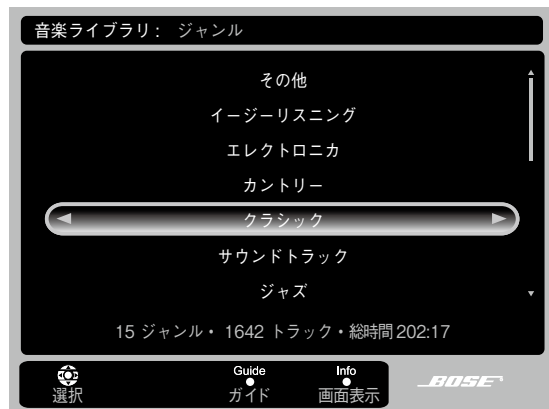 音楽ライブラリ： ジャンル
その他
イージーリスニング
エレクトロニカ
カントリー
クラシック
サウンドトラック
ジャズ
15 ジャンル・ 1642 トラック・総時間 202:17
選択
Guide
ガイド
Info
画面表示
BOSE